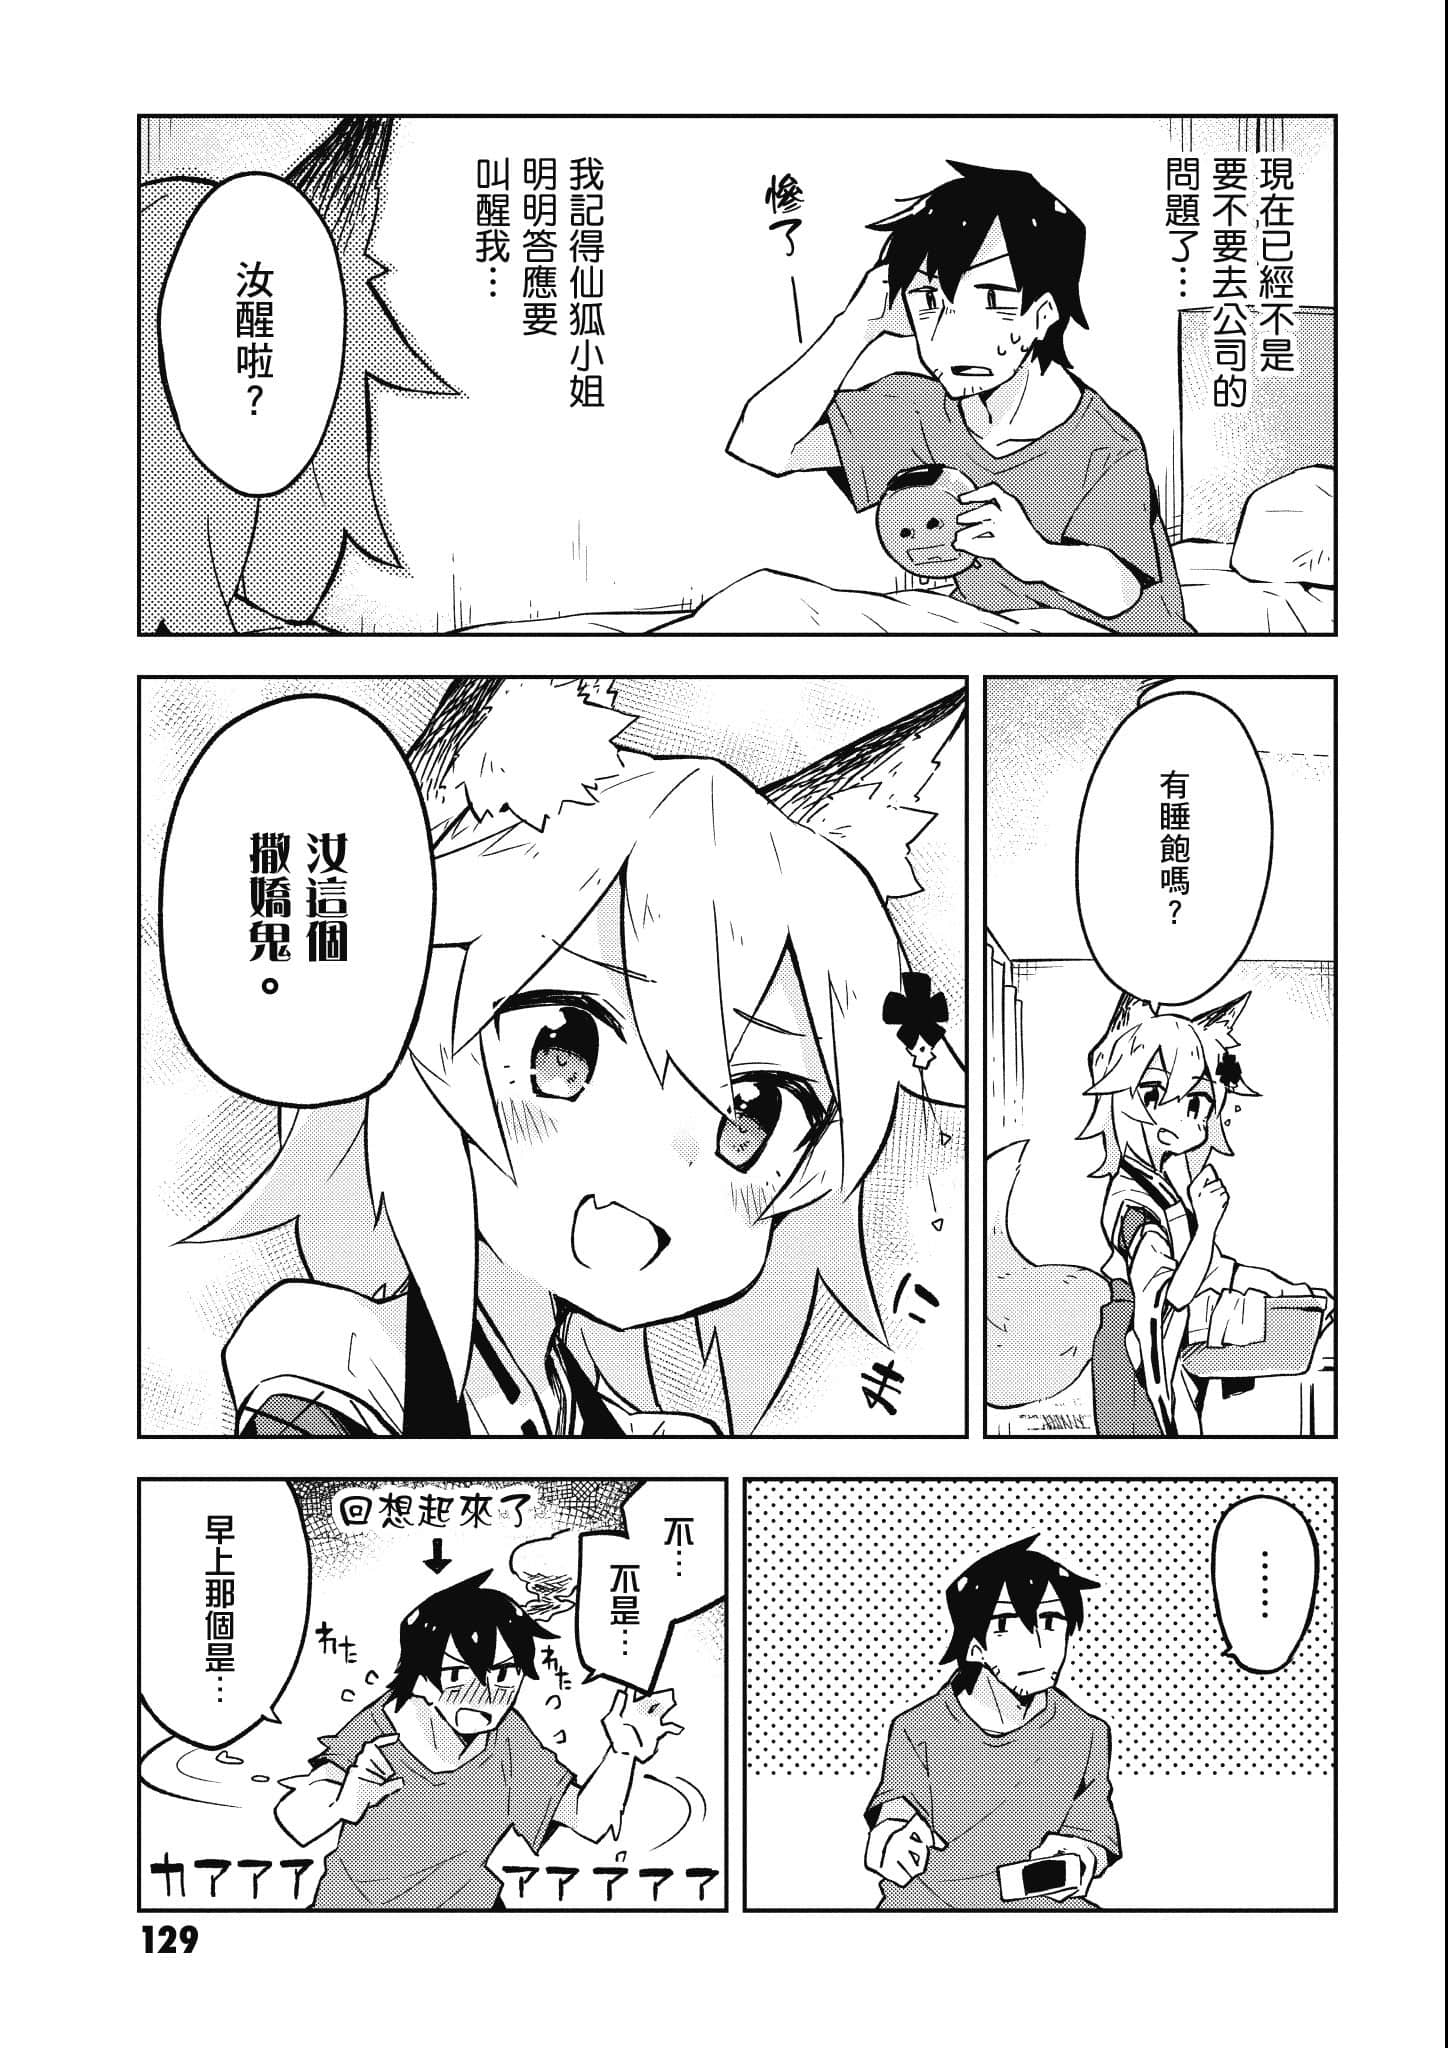 現在已經不是
要不要去公司的
問題了…
慘了
我記得仙狐小姐
明明答應要
叫醒我…
汝醒啦？
有睡飽嗎？
汝這個
撒嬌鬼。
にま
……
不…
不是…
回想起來了
わた
わた
早上那個是…
カアアア
アアアアア
129